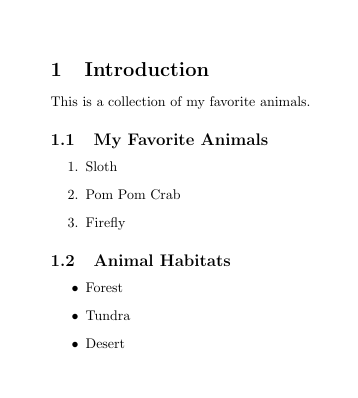 1 Introduction
This is a collection of my favorite animals.
1.1 My Favorite Animals
1. Sloth
2. Pom Pom Crab
3. Firefly
1.2 Animal Habitats
• Forest
• Tundra
• Desert